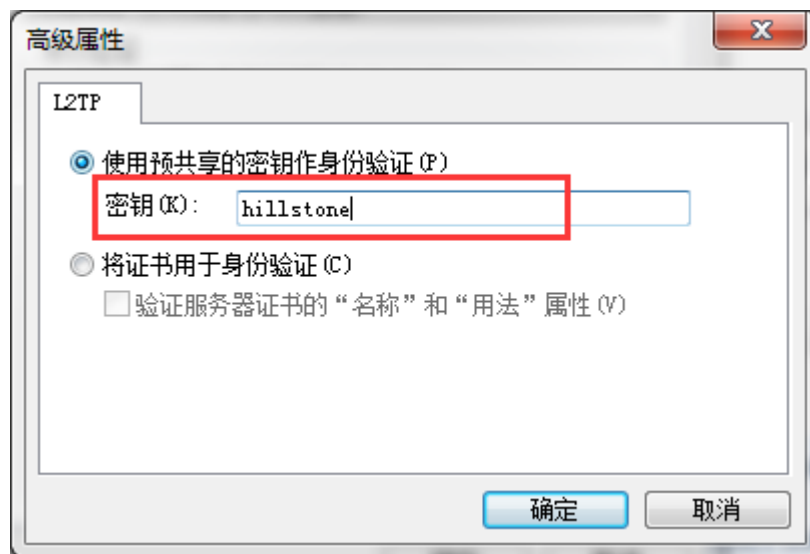 高级属性
L2TP
使用预共享的密钥作身份验证(P)
密钥(K): hillstone
将证书用于身份验证(C)
验证服务器证书的“名称”和“用法”属性(V)
确定 取消